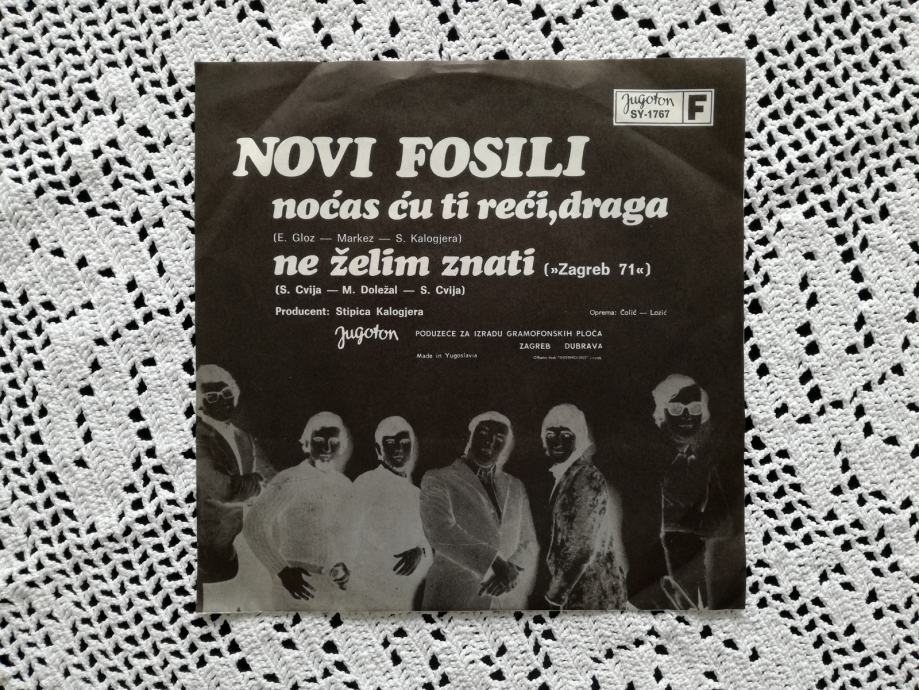 Jugoton
SY-1767 F
NOVI FOSILI
noćas ću ti reći,draga
(E. Gloz — Markez — S. Kalogjera)
ne želim znati (»Zagreb 71«)
(S. Cvija — M. Doležal — S. Cvija)
Producent: Stipica Kalogjera
Oprema: Čolić — Lozić
Jugoton PODUZEĆE ZA IZRADU GRAMOFONSKIH PLOČA
ZAGREB DUBRAVA
Made in Yugoslavia